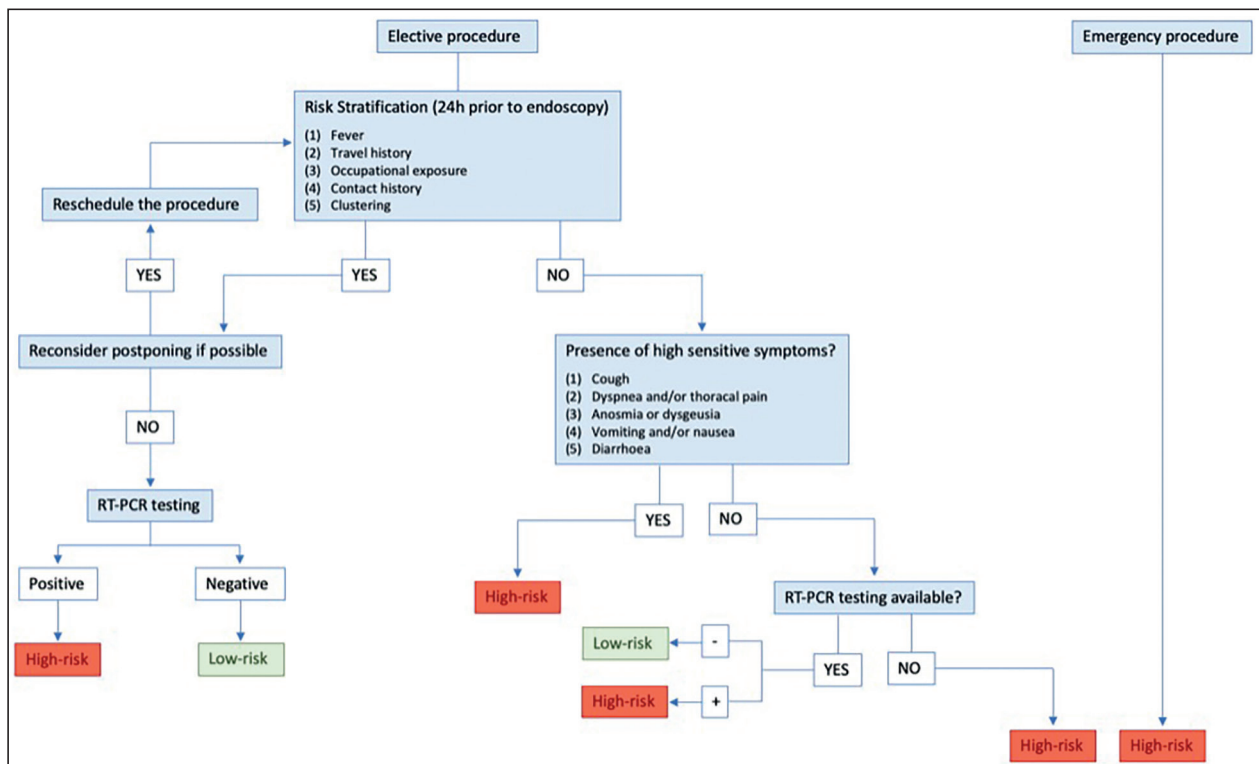 Elective procedure
Emergency procedure
Risk Stratification (24h prior to endoscopy)
(1) Fever
(2) Travel history
(3) Occupational exposure
(4) Contact history
(5) Clustering
Reschedule the procedure
YES
YES
NO
Reconsider postponing if possible
Presence of high sensitive symptoms?
(1) Cough
(2) Dyspnea and/or thoracal pain
(3) Anosmia or dysgeusia
(4) Vomiting and/or nausea
(5) Diarrhoea
NO
RT-PCR testing
YES
NO
Positive
Negative
High-risk
RT-PCR testing available?
High-risk
Low-risk
Low-risk
-
YES
NO
High-risk
+
High-risk
High-risk